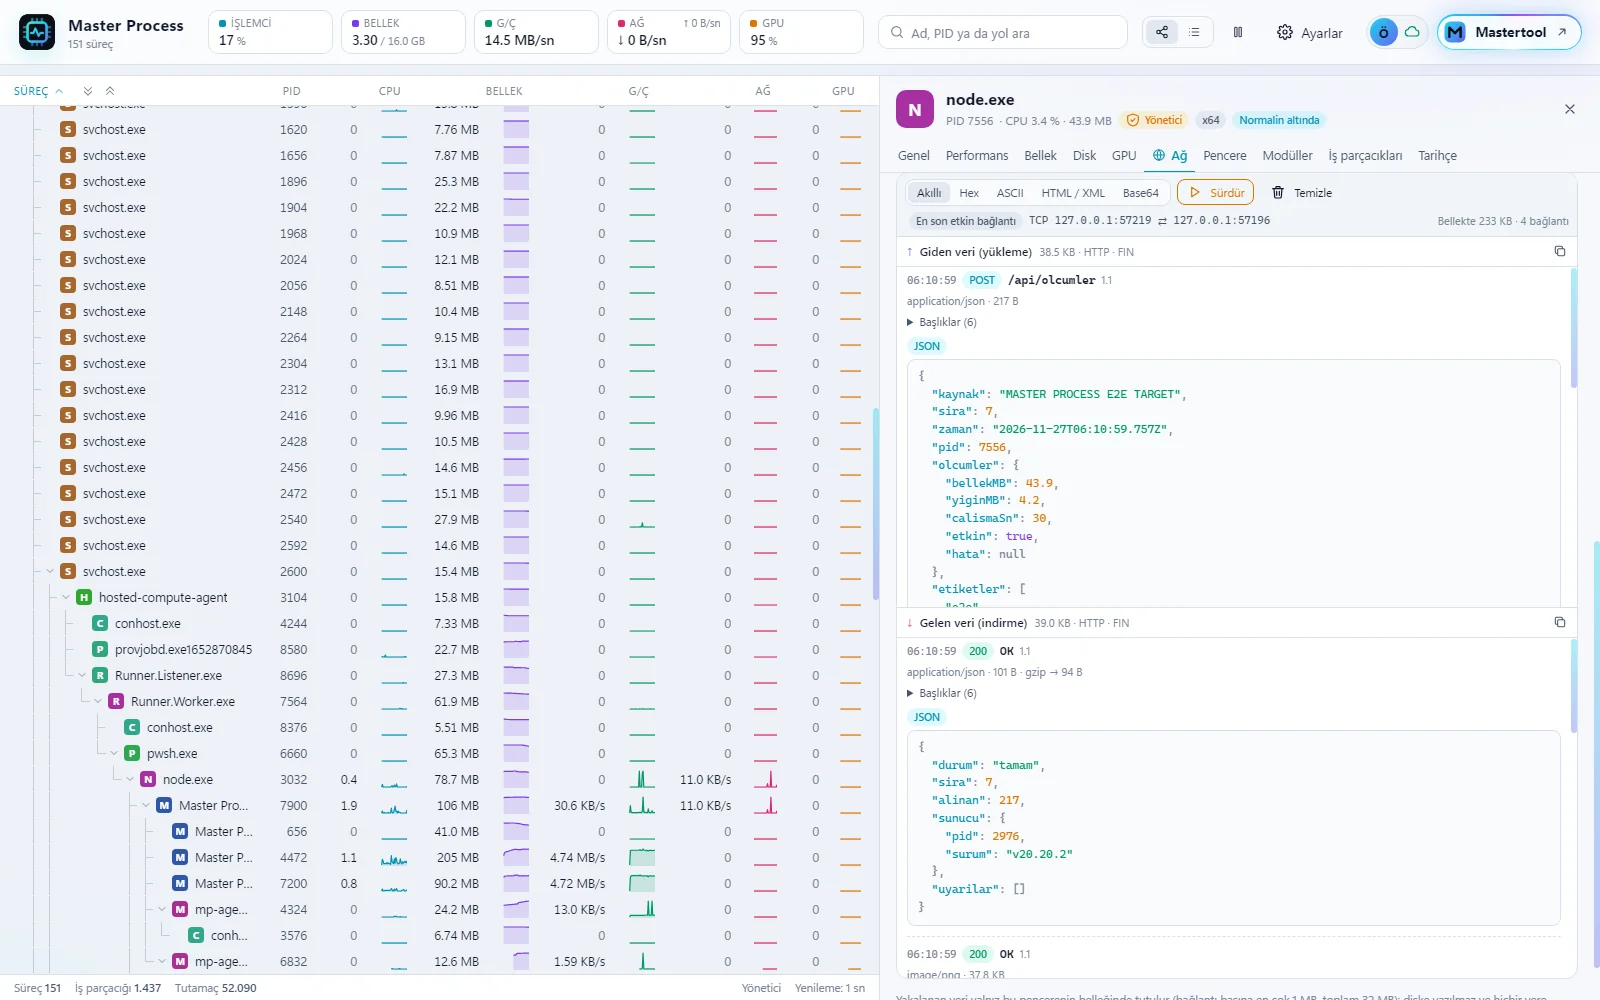 Master Process
151 süreç
İŞLEMCİ
17 %
BELLEK
3.30 / 16.0 GB
G/Ç
14.5 MB/sn
AĞ ↑ 0 B/sn
↓ 0 B/sn
GPU
95 %
Ad, PID ya da yol ara
Ayarlar
Ö
M Mastertool ↗
SÜREÇ PID CPU BELLEK G/Ç AĞ GPU
S svchost.exe 1620 0 7.76 MB 0 0 0
S svchost.exe 1656 0 7.87 MB 0 0 0
S svchost.exe 1896 0 25.3 MB 0 0 0
S svchost.exe 1904 0 22.2 MB 0 0 0
S svchost.exe 1968 0 10.9 MB 0 0 0
S svchost.exe 2024 0 12.1 MB 0 0 0
S svchost.exe 2056 0 8.51 MB 0 0 0
S svchost.exe 2148 0 10.4 MB 0 0 0
S svchost.exe 2264 0 9.15 MB 0 0 0
S svchost.exe 2304 0 13.1 MB 0 0 0
S svchost.exe 2312 0 16.9 MB 0 0 0
S svchost.exe 2416 0 9.96 MB 0 0 0
S svchost.exe 2428 0 10.5 MB 0 0 0
S svchost.exe 2456 0 14.6 MB 0 0 0
S svchost.exe 2472 0 15.1 MB 0 0 0
S svchost.exe 2540 0 27.9 MB 0 0 0
S svchost.exe 2592 0 14.6 MB 0 0 0
S svchost.exe 2600 0 15.4 MB 0 0 0
H hosted-compute-agent 3104 0 15.8 MB 0 0 0
C conhost.exe 4244 0 7.33 MB 0 0 0
P provjobd.exe1652870845 8580 0 22.7 MB 0 0 0
R Runner.Listener.exe 8696 0 27.3 MB 0 0 0
R Runner.Worker.exe 7564 0 61.9 MB 0 0 0
C conhost.exe 8376 0 5.51 MB 0 0 0
P pwsh.exe 6660 0 65.3 MB 0 0 0
N node.exe 3032 0.4 78.7 MB 0 11.0 KB/s 0
M Master Pro... 7900 1.9 106 MB 30.6 KB/s 11.0 KB/s 0
M Master P... 656 0 41.0 MB 0 0 0
M Master P... 4472 1.1 205 MB 4.74 MB/s 0 0
M Master P... 7200 0.8 90.2 MB 4.72 MB/s 0 0
M mp-age... 4324 0 24.2 MB 13.0 KB/s 0 0
C conh... 3576 0 6.74 MB 0 0 0
M mp-age... 6832 0 12.6 MB 1.59 KB/s 0 0
Süreç 151 İş parçacığı 1.437 Tutamaç 52.090 Yönetici Yenileme: 1 sn
N node.exe
PID 7556 · CPU 3.4 % · 43.9 MB Yönetici x64 Normalin altında
Genel Performans Bellek Disk GPU Ağ Pencere Modüller İş parçacıkları Tarihçe
Akıllı Hex ASCII HTML / XML Base64 Sürdür Temizle
En son etkin bağlantı TCP 127.0.0.1:57219 ⇄ 127.0.0.1:57196 Bellekte 233 KB · 4 bağlantı
↑ Giden veri (yükleme) 38.5 KB · HTTP · FIN
06:10:59 POST /api/olcumler 1.1
application/json · 217 B
Başlıklar (6)
JSON
{
"kaynak": "MASTER PROCESS E2E TARGET",
"sira": 7,
"zaman": "2026-11-27T06:10:59.757Z",
"pid": 7556,
"olcumler": {
"bellekMB": 43.9,
"yiginMB": 4.2,
"calismaSn": 30,
"etkin": true,
"hata": null
},
"etiketler": [
"e2e"
↓ Gelen veri (indirme) 39.0 KB · HTTP · FIN
06:10:59 200 OK 1.1
application/json · 101 B · gzip → 94 B
Başlıklar (6)
JSON
{
"durum": "tamam",
"sira": 7,
"alinan": 217,
"sunucu": {
"pid": 2976,
"surum": "v20.20.2"
},
"uyarilar": []
}
06:10:59 200 OK 1.1
image/png · 37.8 KB
Yakalanan veri yalnız bu pencerenin belleğinde tutulur (bağlantı başına en çok 1 MB, toplam 32 MB); diske yazılmaz ve hiçbir yere